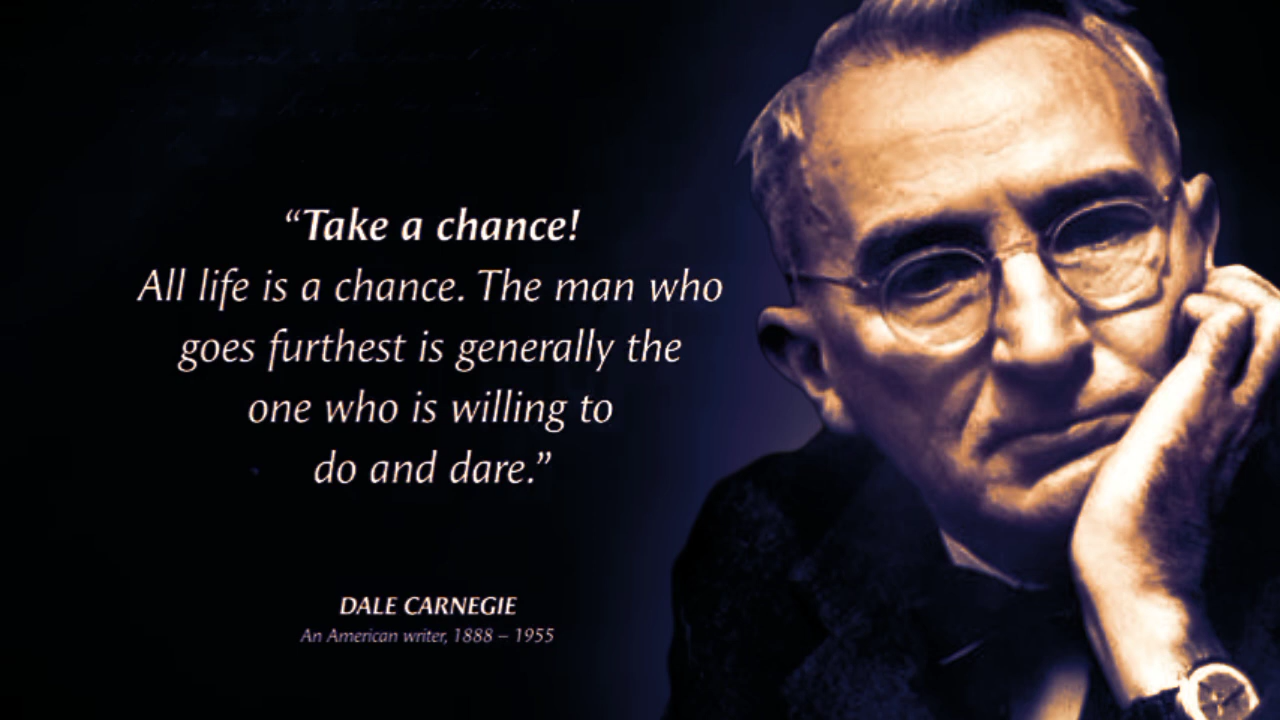 “Take a chance!
All life is a chance. The man who
goes furthest is generally the
one who is willing to
do and dare.”
DALE CARNEGIE
An American writer, 1888 – 1955